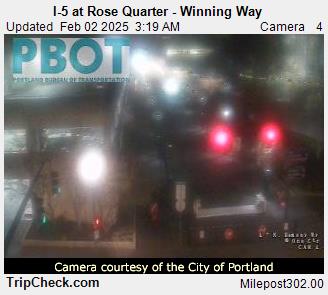 I-5 at Rose Quarter - Winning Way
Updated Feb 02 2025 3:19 AM Camera 4
PBOT
PORTLAND BUREAU OF TRANSPORTATION
Camera courtesy of the City of Portland
TripCheck.com Milepost302.00